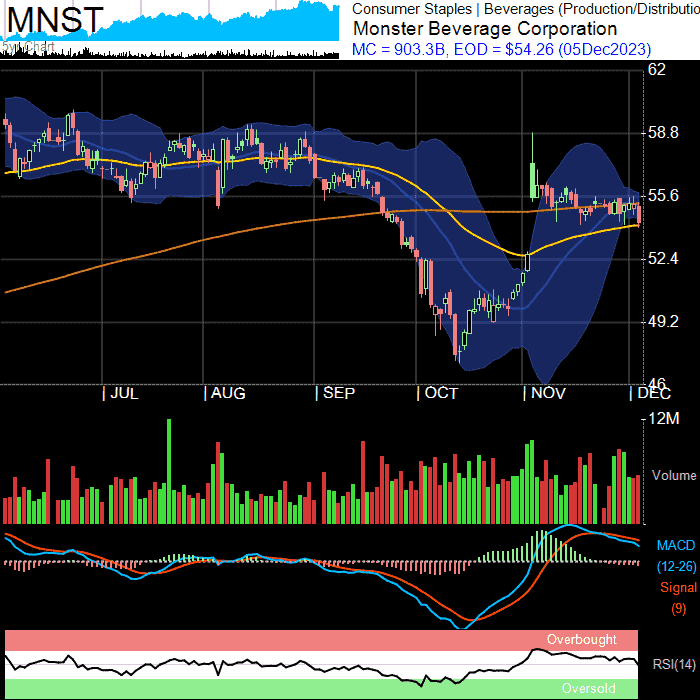 MNST
5yr Chart
Consumer Staples | Beverages (Production/Distributio
Monster Beverage Corporation
MC = 903.3B, EOD = $54.26 (05Dec2023)
62
58.8
55.6
52.4
49.2
46
| JUL | AUG | SEP | OCT | NOV | DEC
12M
Volume
MACD
(12-26)
Signal
(9)
Overbought
RSI(14)
Oversold